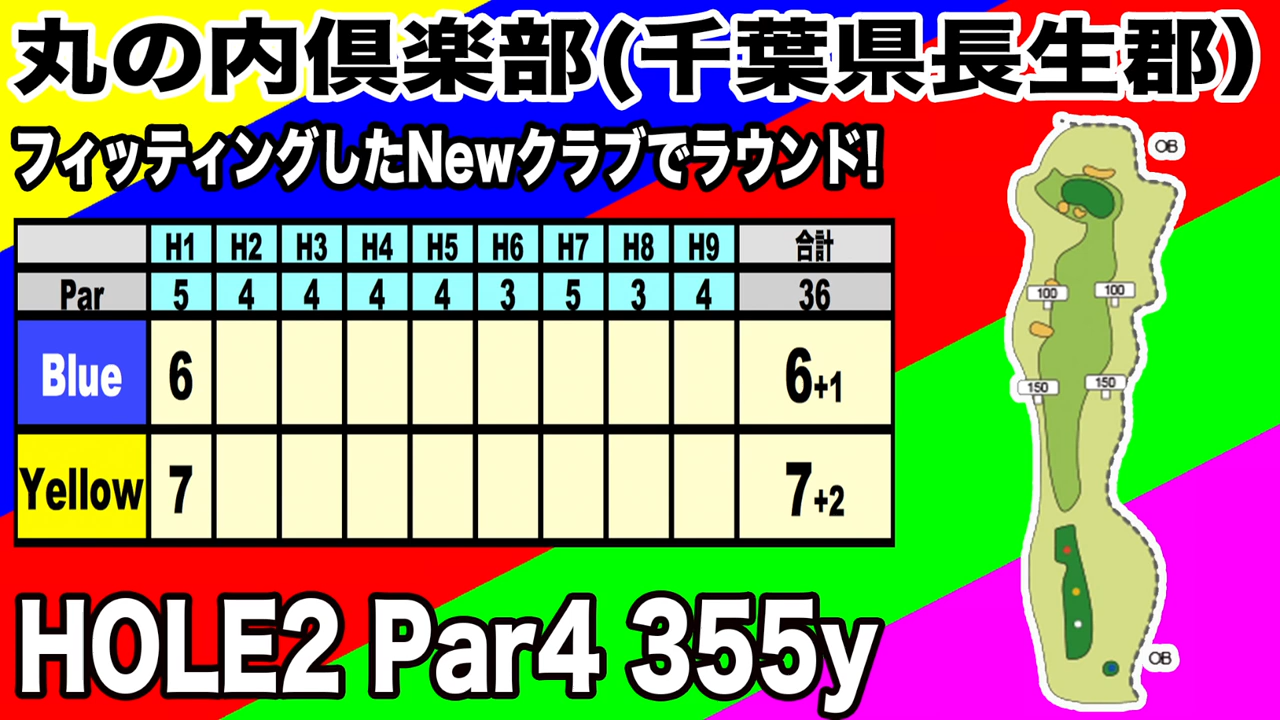 丸の内倶楽部(千葉県長生郡)
フィッティングしたNewクラブでラウンド!
H1 H2 H3 H4 H5 H6 H7 H8 H9 合計
Par 5 4 4 4 4 3 5 3 4 36
Blue 6 6+1
Yellow 7 7+2
HOLE2 Par4 355y
OB
100 100
150 150
OB